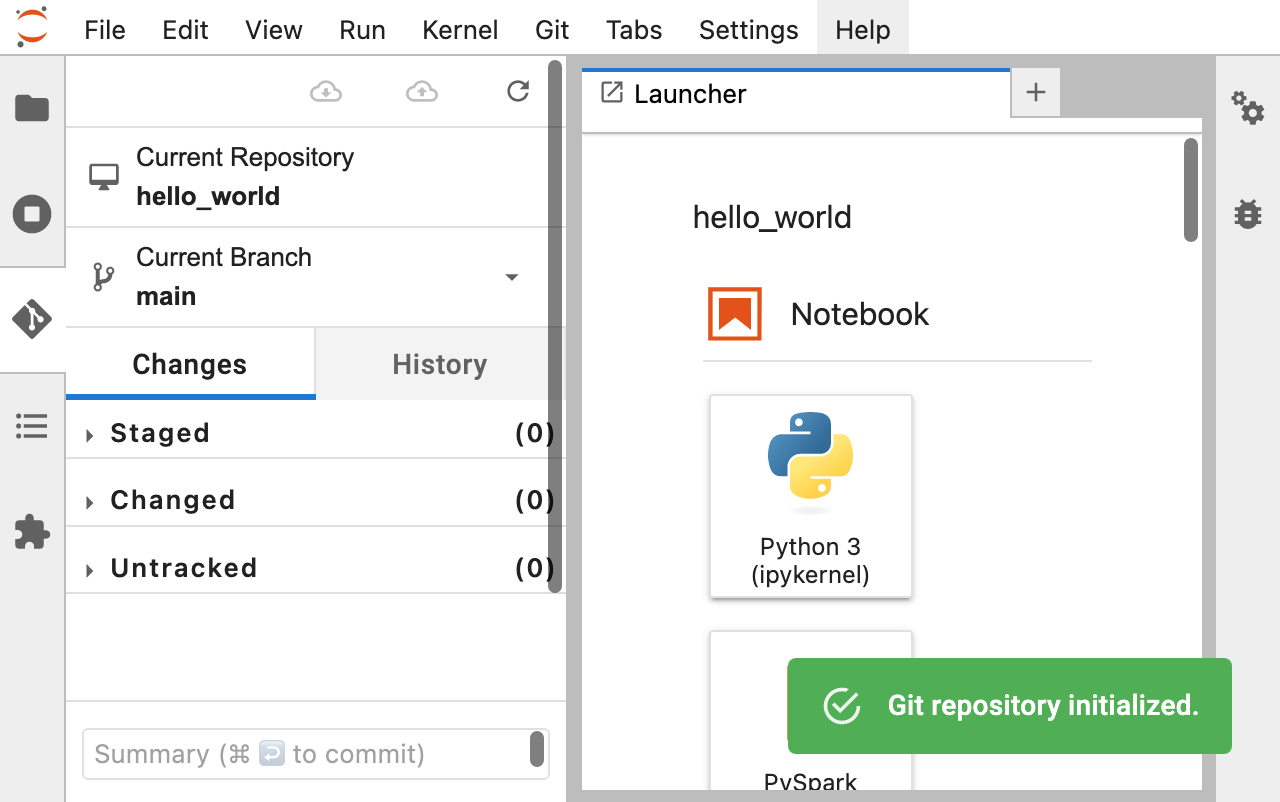 File Edit View Run Kernel Git Tabs Settings Help
Current Repository
hello_world
Current Branch
main
Changes History
Staged (0)
Changed (0)
Untracked (0)
Summary (⌘ ↩ to commit)
Launcher +
hello_world
Notebook
Python 3
(ipykernel)
PySpark
Git repository initialized.